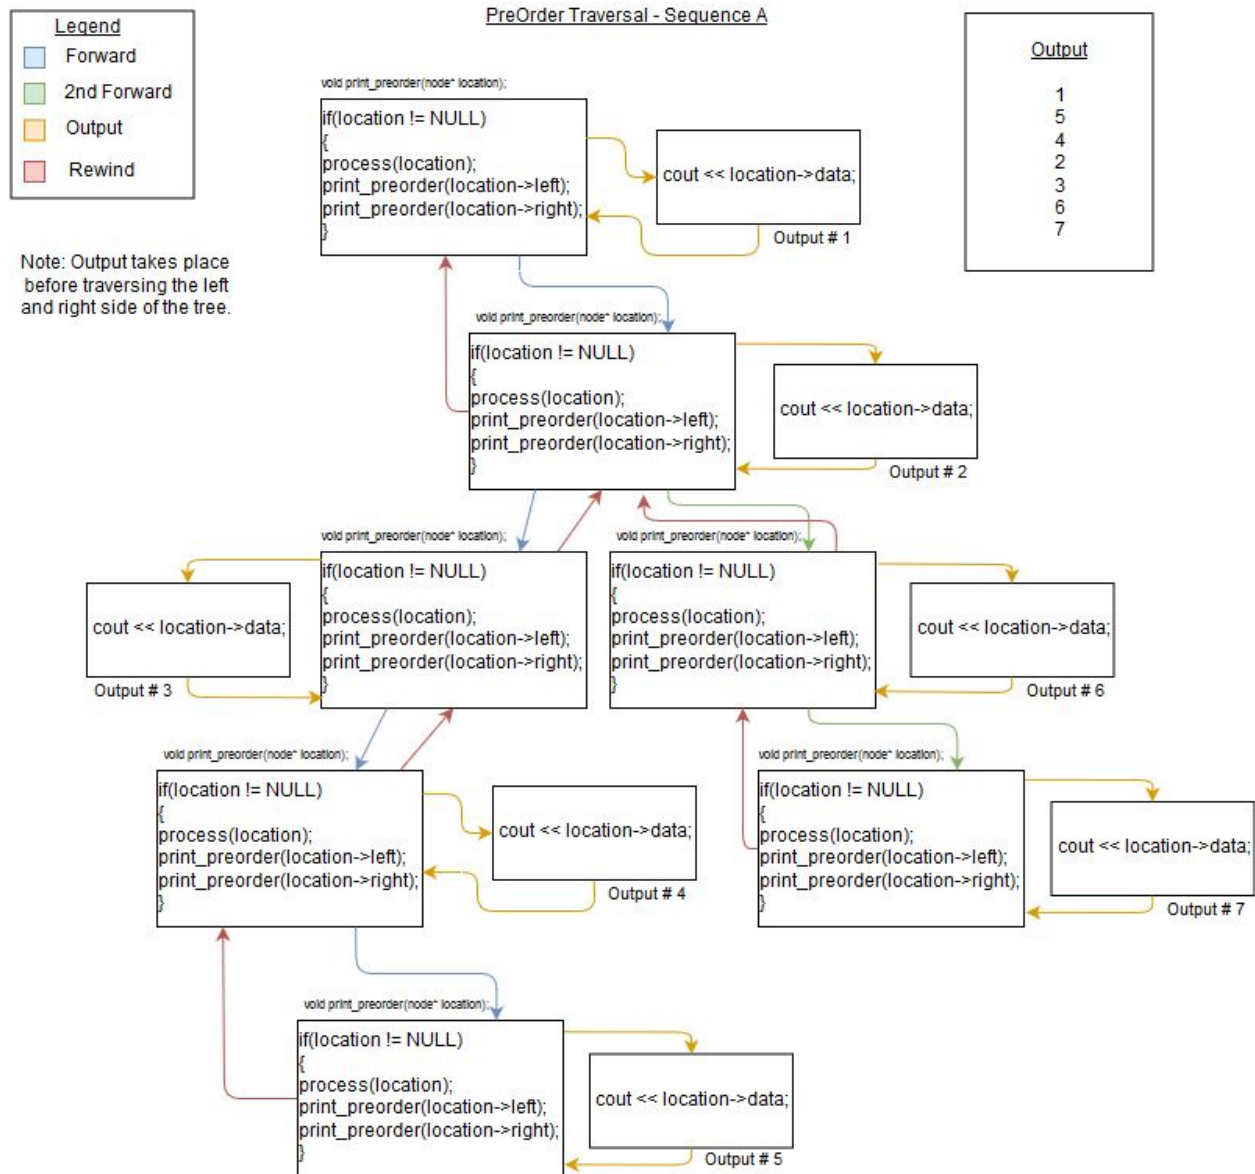 PreOrder Traversal - Sequence A
Legend
Forward
2nd Forward
Output
Rewind
Note: Output takes place
before traversing the left
and right side of the tree.
Output
1
5
4
2
3
6
7
void print_preorder(node* location);
if(location != NULL)
{
process(location);
print_preorder(location->left);
print_preorder(location->right);
}
cout << location->data;
Output # 1
void print_preorder(node* location);
if(location != NULL)
{
process(location);
print_preorder(location->left);
print_preorder(location->right);
}
cout << location->data;
Output # 2
void print_preorder(node* location);
if(location != NULL)
{
process(location);
print_preorder(location->left);
print_preorder(location->right);
}
cout << location->data;
Output # 3
void print_preorder(node* location);
if(location != NULL)
{
process(location);
print_preorder(location->left);
print_preorder(location->right);
}
cout << location->data;
Output # 6
void print_preorder(node* location);
if(location != NULL)
{
process(location);
print_preorder(location->left);
print_preorder(location->right);
}
cout << location->data;
Output # 4
void print_preorder(node* location);
if(location != NULL)
{
process(location);
print_preorder(location->left);
print_preorder(location->right);
}
cout << location->data;
Output # 7
void print_preorder(node* location);
if(location != NULL)
{
process(location);
print_preorder(location->left);
print_preorder(location->right);
}
cout << location->data;
Output # 5